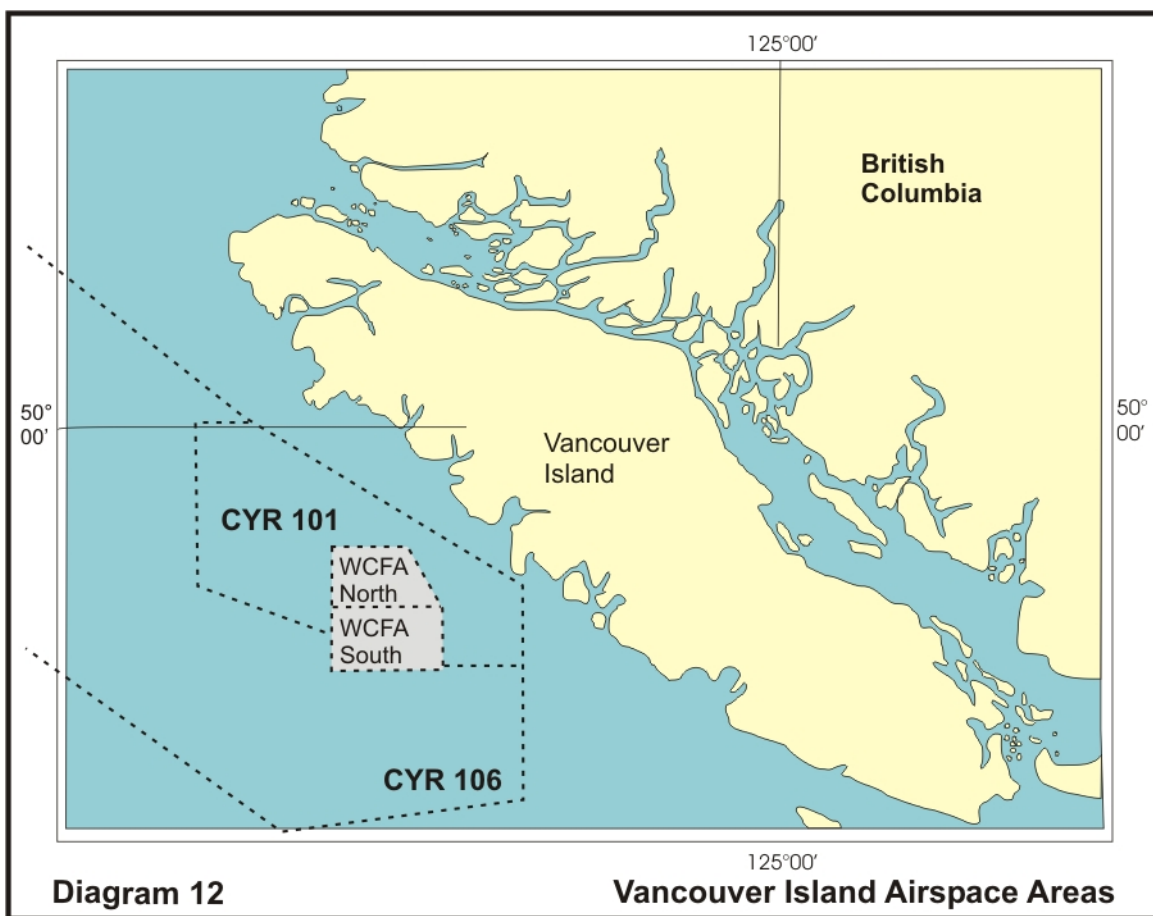 125°00'
British
Columbia
50°
00'
50°
00'
Vancouver
Island
CYR 101
WCFA
North
WCFA
South
CYR 106
125°00'
Diagram 12
Vancouver Island Airspace Areas